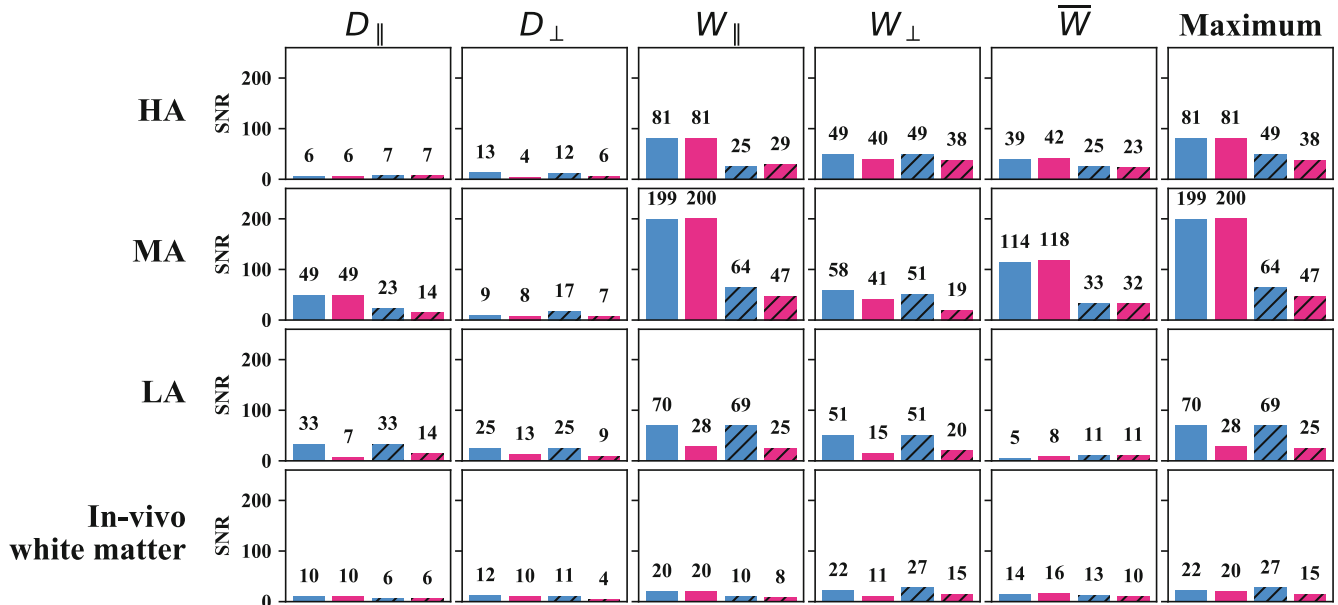 D∥ D⊥ W∥ W⊥ W̅ Maximum
HA
SNR
200
100
0
6 6 7 7
13 4 12 6
81 81 25 29
49 40 49 38
39 42 25 23
81 81 49 38
MA
SNR
200
100
0
49 49 23 14
9 8 17 7
199 200 64 47
58 41 51 19
114 118 33 32
199 200 64 47
LA
SNR
200
100
0
33 7 33 14
25 13 25 9
70 28 69 25
51 15 51 20
5 8 11 11
70 28 69 25
In-vivo
white matter
SNR
200
100
0
10 10 6 6
12 10 11 4
20 20 10 8
22 11 27 15
14 16 13 10
22 20 27 15